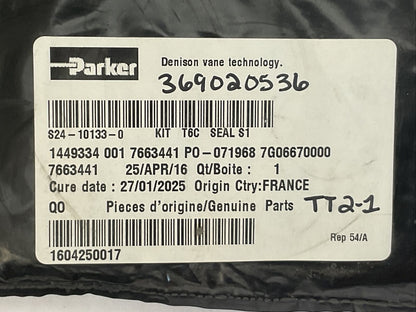 Parker
Denison vane technology.
369020536
S24-10133-0 KIT T6C SEAL S1
1449334 001 7663441 PO-071968 7G06670000
7663441 25/APR/16 Qt/Boite : 1
Cure date : 27/01/2025 Origin Ctry:FRANCE
QO Pieces d'origine/Genuine Parts TT2-1
Rep 54/A
1604250017